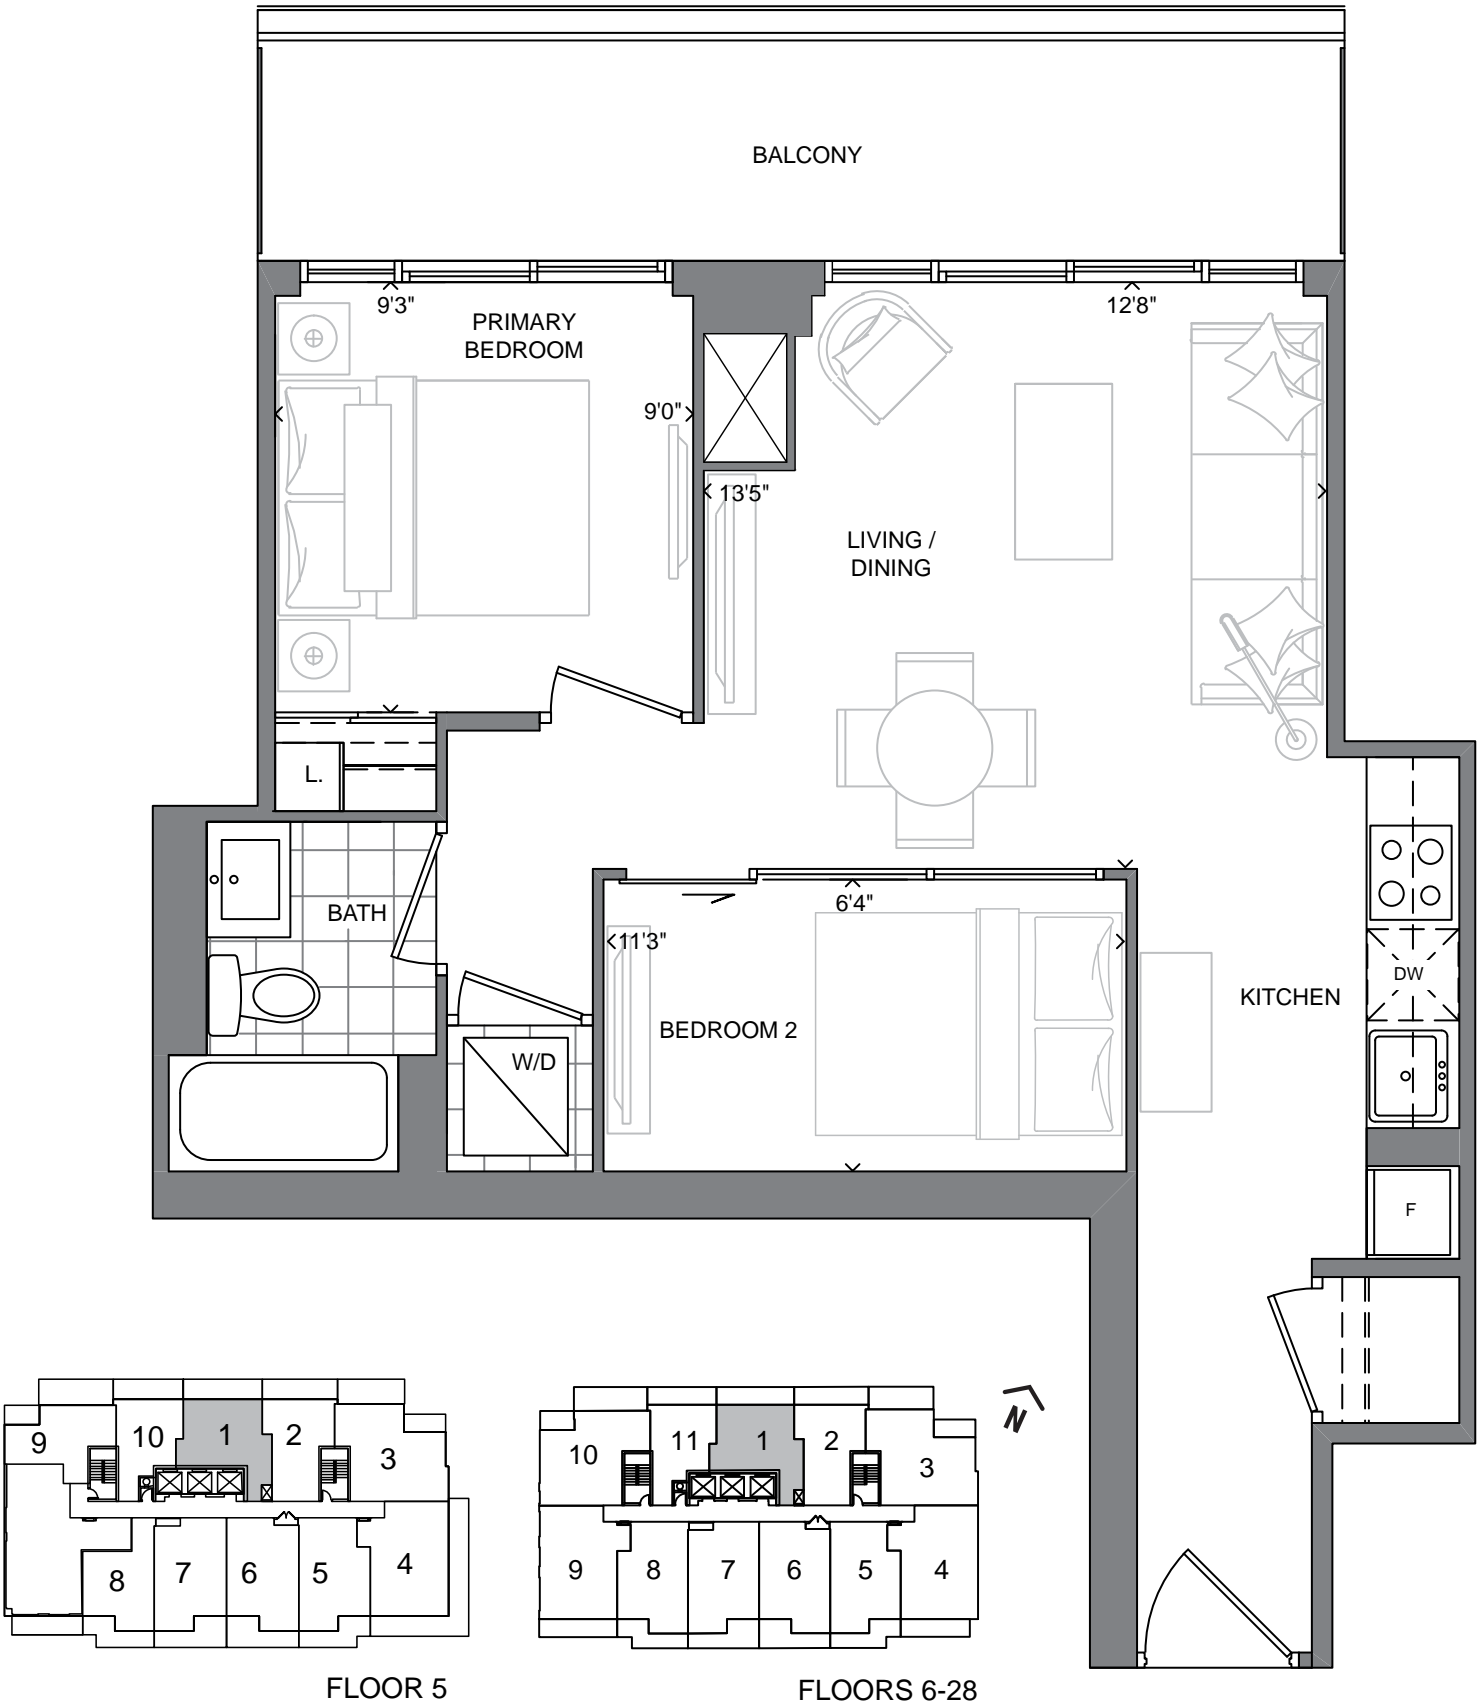 BALCONY
9'3"
12'8"
PRIMARY
BEDROOM
9'0"
13'5"
LIVING /
DINING
L.
BATH
6'4"
11'3"
DW
KITCHEN
BEDROOM 2
W/D
F
9
10
1
2
3
8
7
6
5
4
FLOOR 5
10
11
1
2
3
9
8
7
6
5
4
N
FLOORS 6-28